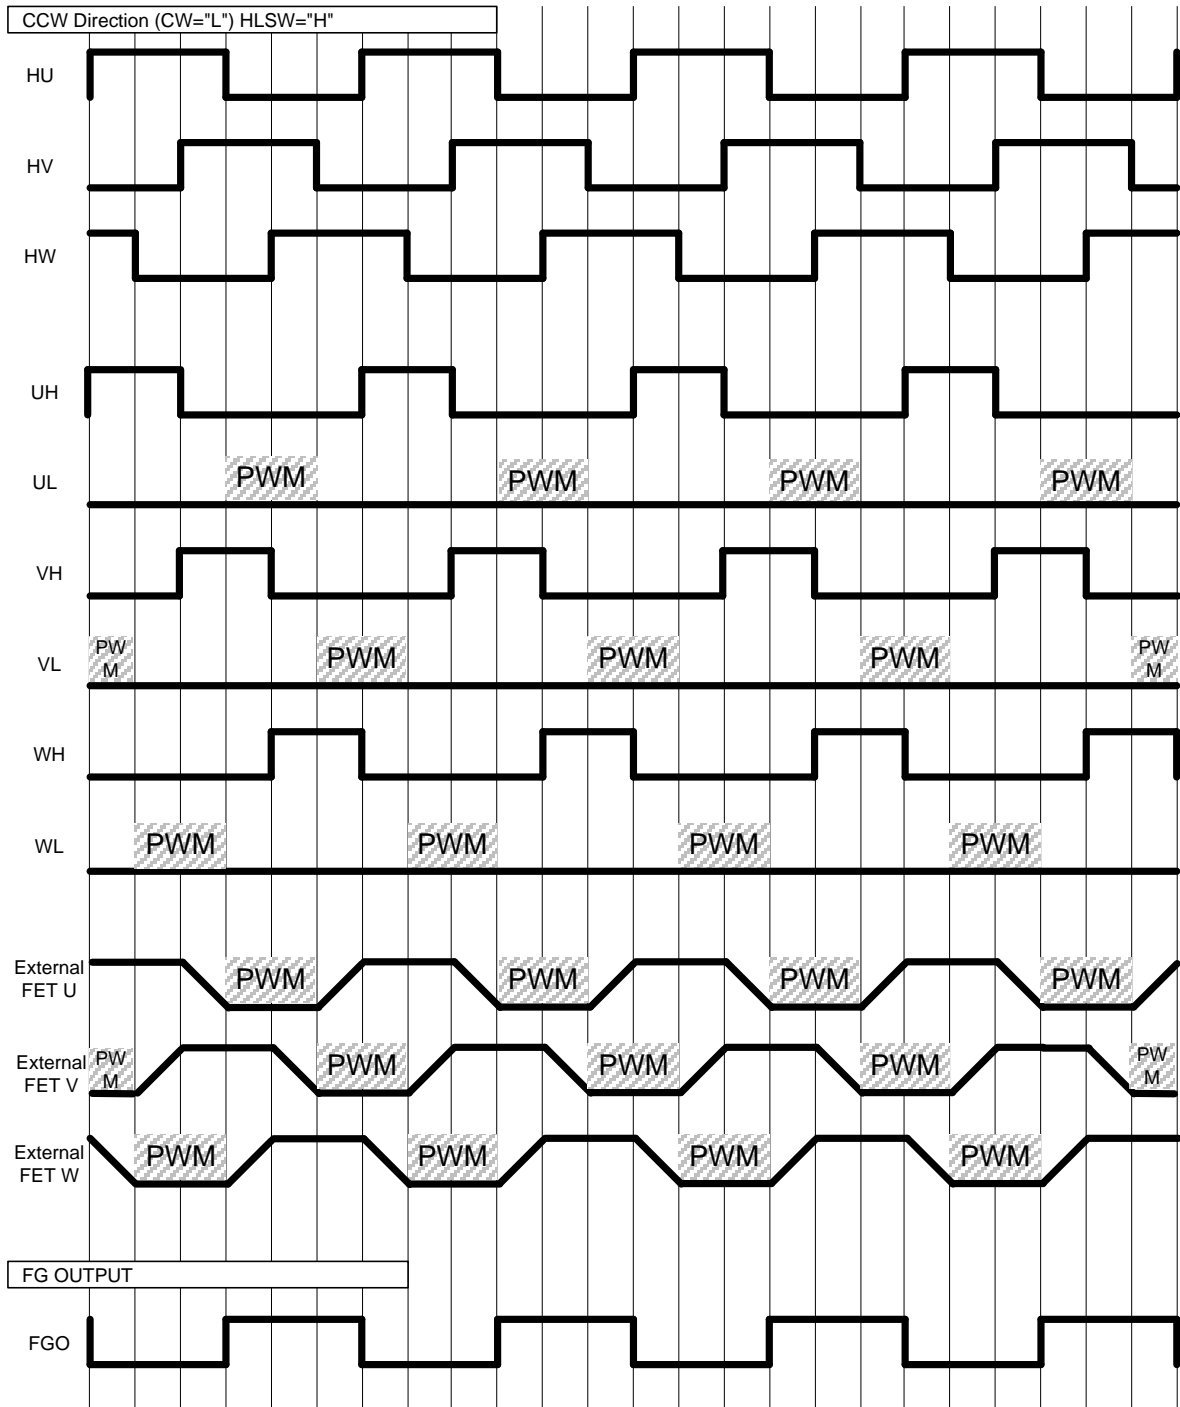 CCW Direction (CW="L") HLSW="H"
HU
HV
HW
UH
UL
PWM PWM PWM PWM
VH
VL
PW
M
PWM PWM PWM
PW
M
WH
WL
PWM PWM PWM PWM
External
FET U
PWM PWM PWM PWM
External
FET V
PW
M
PWM PWM PWM
PW
M
External
FET W
PWM PWM PWM PWM
FG OUTPUT
FGO